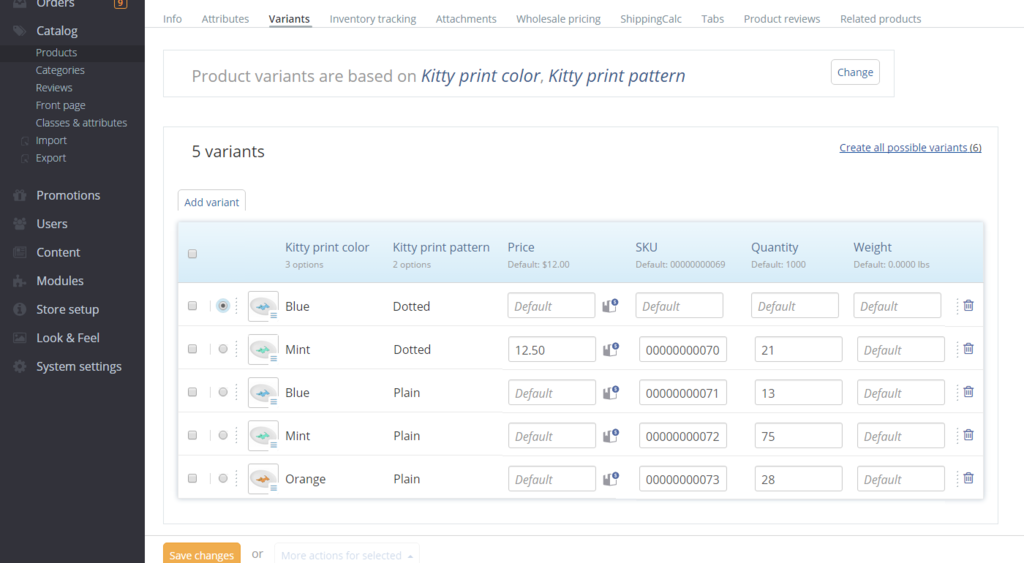 Orders 9
Catalog
Products
Categories
Reviews
Front page
Classes & attributes
Import
Export
Promotions
Users
Content
Modules
Store setup
Look & Feel
System settings
Info Attributes Variants Inventory tracking Attachments Wholesale pricing ShippingCalc Tabs Product reviews Related products
Product variants are based on Kitty print color, Kitty print pattern Change
5 variants Create all possible variants (6)
Add variant
Kitty print color Kitty print pattern Price SKU Quantity Weight
3 options 2 options Default: $12.00 Default: 00000000069 Default: 1000 Default: 0.0000 lbs
Blue Dotted Default Default Default Default
Mint Dotted 12.50 00000000070 21 Default
Blue Plain Default 00000000071 13 Default
Mint Plain Default 00000000072 75 Default
Orange Plain Default 00000000073 28 Default
Save changes or More actions for selected